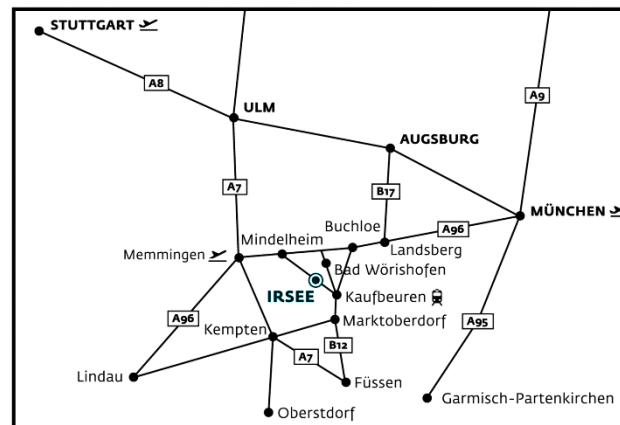 STUTTGART
A8
A9
ULM
AUGSBURG
A7
B17
MÜNCHEN
Buchloe
A96
Mindelheim
Landsberg
Memmingen
Bad Wörishofen
IRSEE
Kaufbeuren
A96
Marktoberdorf
A95
Kempten
B12
A7
Lindau
Füssen
Garmisch-Partenkirchen
Oberstdorf